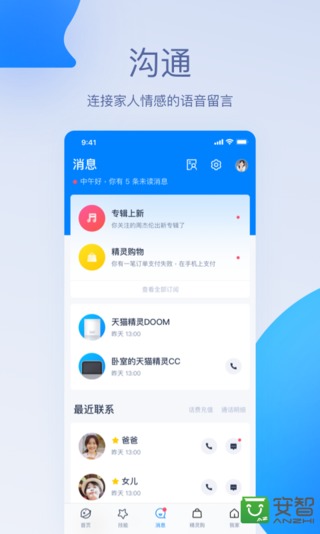 沟通
连接家人情感的语音留言
9:41
消息
中午好，你有 5 条未读消息
专辑上新
你关注的周杰伦出新专辑了
精灵购物
你有一笔订单支付失败，在手机上支付
查看全部订阅
天猫精灵DOOM
昨天 13:00
卧室的天猫精灵CC
昨天 13:00
最近联系
话费充值
通话明细
爸爸
昨天 13:00
女儿
昨天 13:00
首页
技能
消息
精灵购
我家
安智
ANZHI